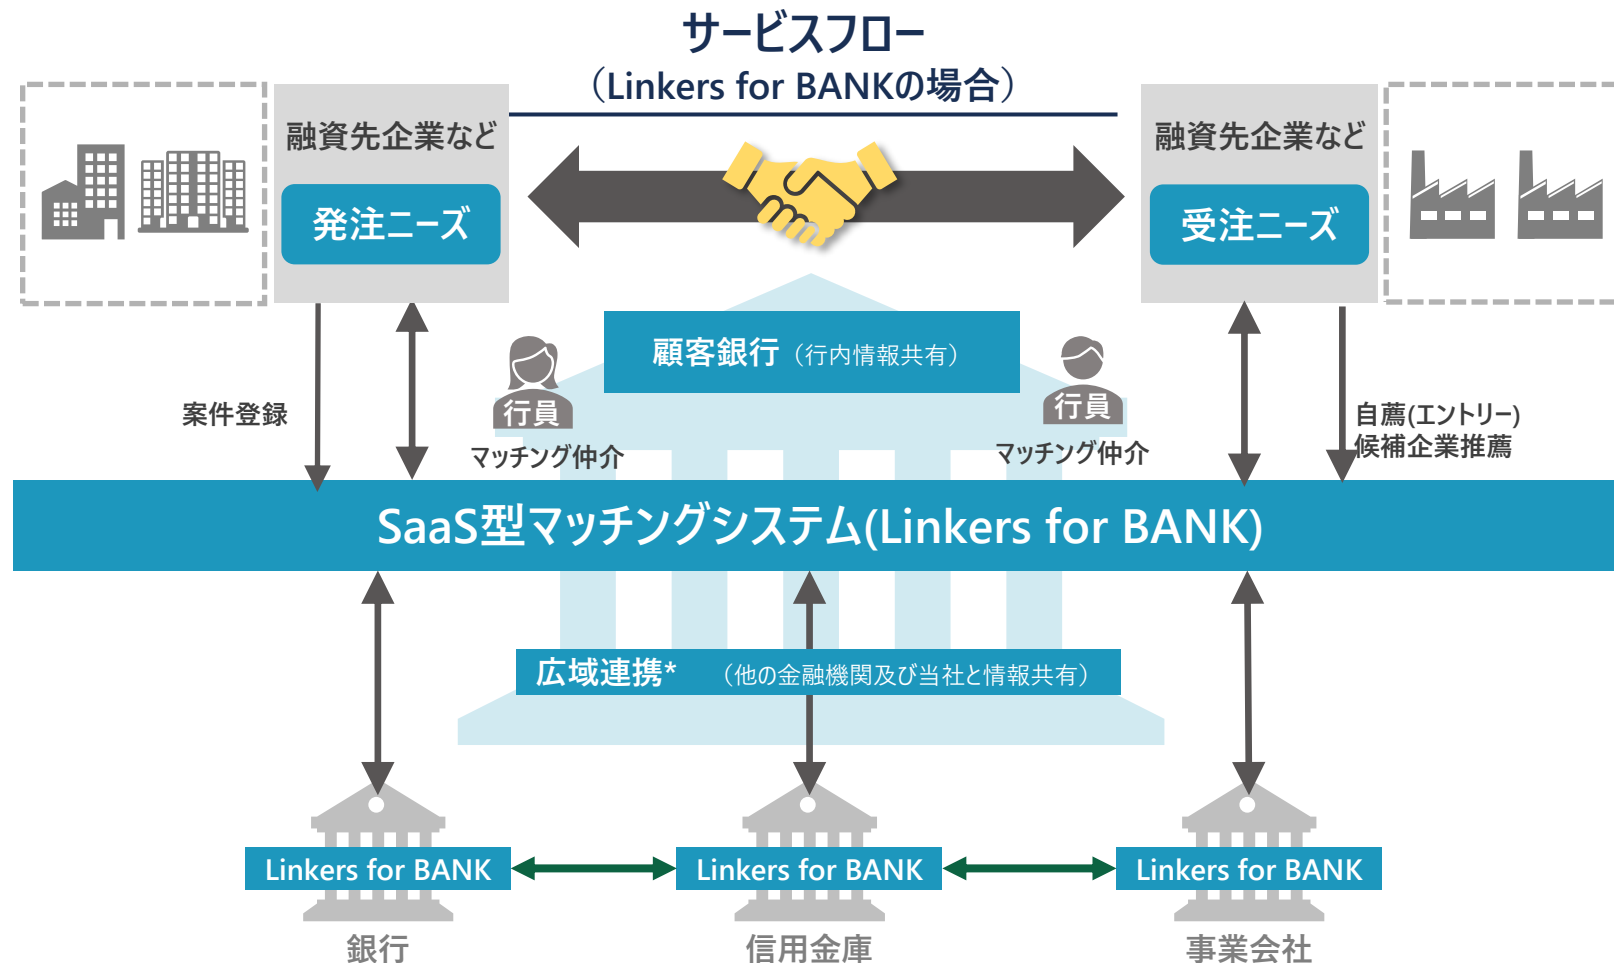 サービスフロー
（Linkers for BANKの場合）
融資先企業など
発注ニーズ
融資先企業など
受注ニーズ
顧客銀行（行内情報共有）
行員
マッチング仲介
行員
マッチング仲介
案件登録
自薦(エントリー)
候補企業推薦
SaaS型マッチングシステム(Linkers for BANK)
広域連携* （他の金融機関及び当社と情報共有）
Linkers for BANK
Linkers for BANK
Linkers for BANK
銀行
信用金庫
事業会社